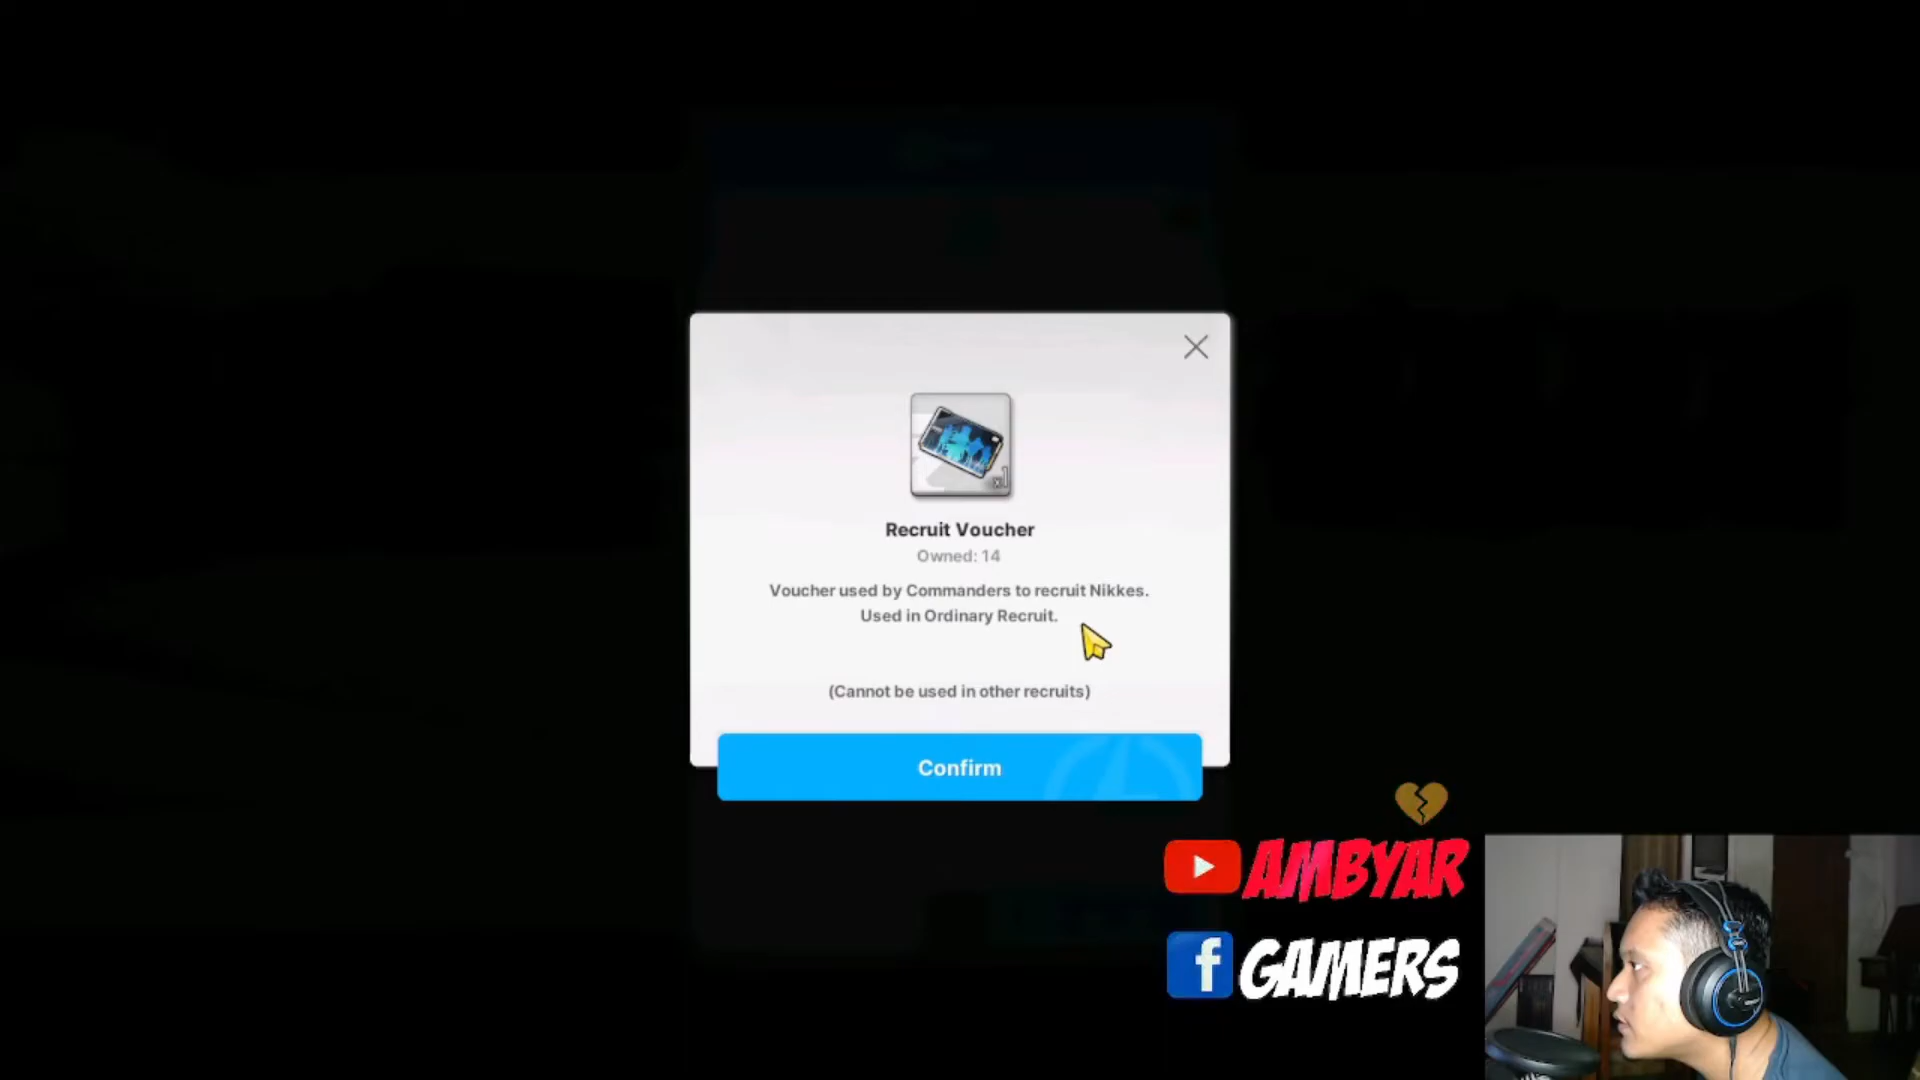 x1
Recruit Voucher
Owned: 14
Voucher used by Commanders to recruit Nikkes.
Used in Ordinary Recruit.
(Cannot be used in other recruits)
Confirm
AMBYAR
f GAMERS